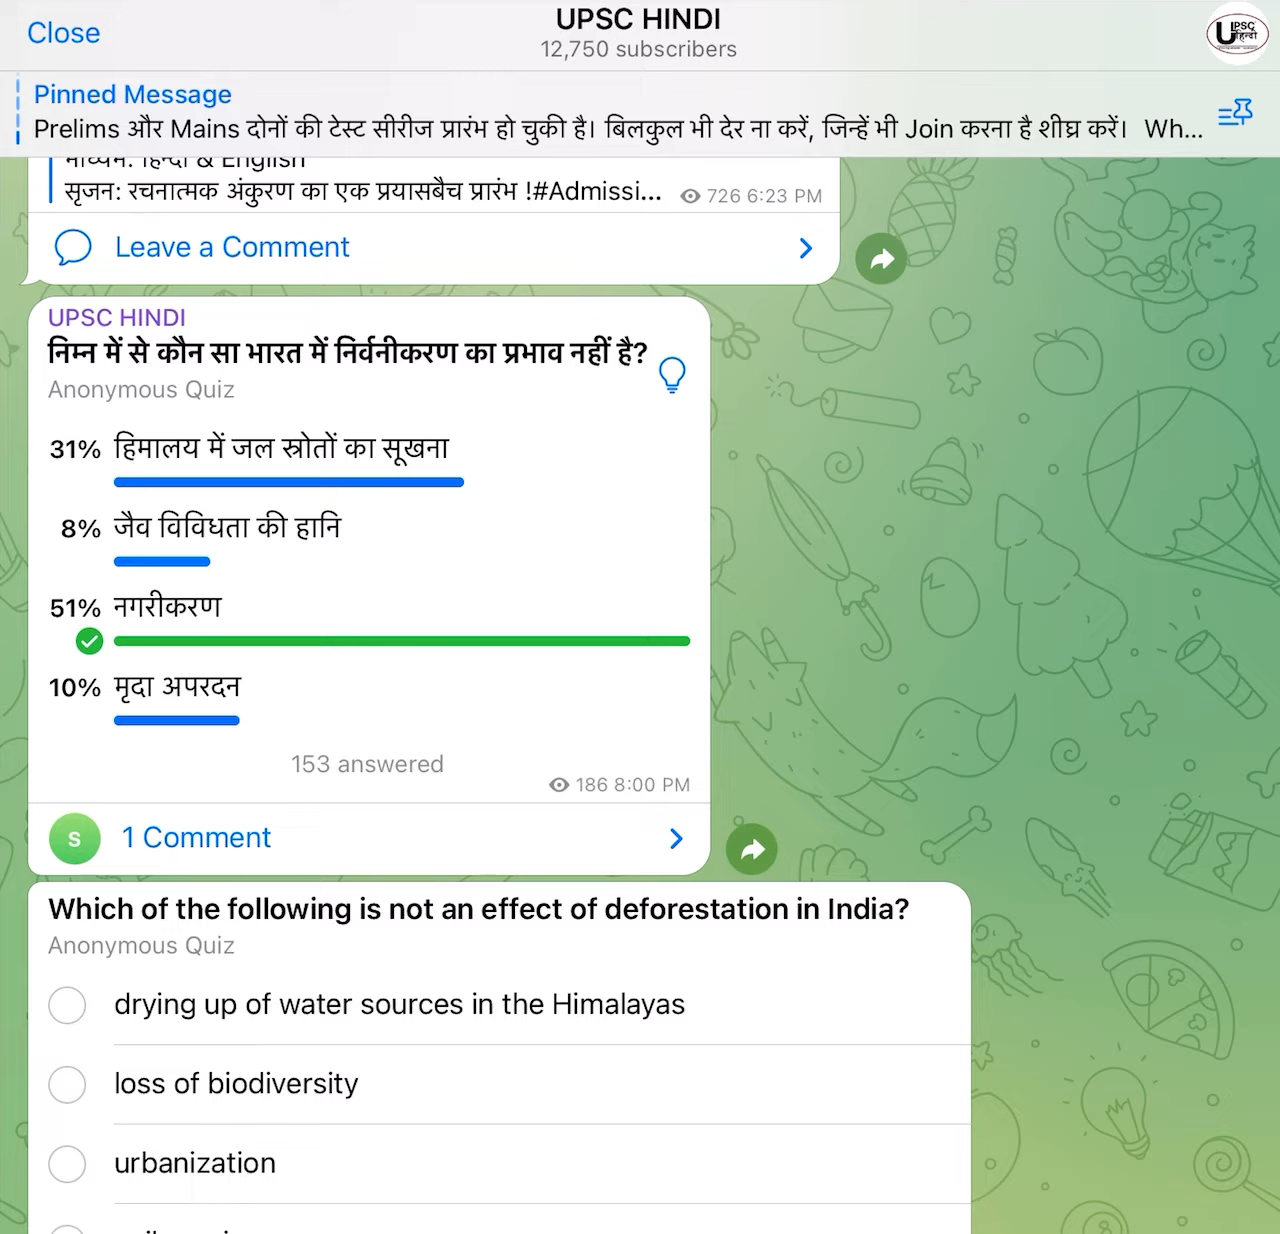 Close
UPSC HINDI
12,750 subscribers
UPSC
हिन्दी
Pinned Message
Prelims और Mains दोनों की टेस्ट सीरीज प्रारंभ हो चुकी है। बिलकुल भी देर ना करें, जिन्हें भी Join करना है शीघ्र करें। Wh...
माध्यम: हिन्दी & English
सृजन: रचनात्मक अंकुरण का एक प्रयासबैच प्रारंभ !#Admissi...
726 6:23 PM
Leave a Comment
UPSC HINDI
निम्न में से कौन सा भारत में निर्वनीकरण का प्रभाव नहीं है?
Anonymous Quiz
31% हिमालय में जल स्रोतों का सूखना
8% जैव विविधता की हानि
51% नगरीकरण
10% मृदा अपरदन
153 answered
186 8:00 PM
S
1 Comment
Which of the following is not an effect of deforestation in India?
Anonymous Quiz
drying up of water sources in the Himalayas
loss of biodiversity
urbanization